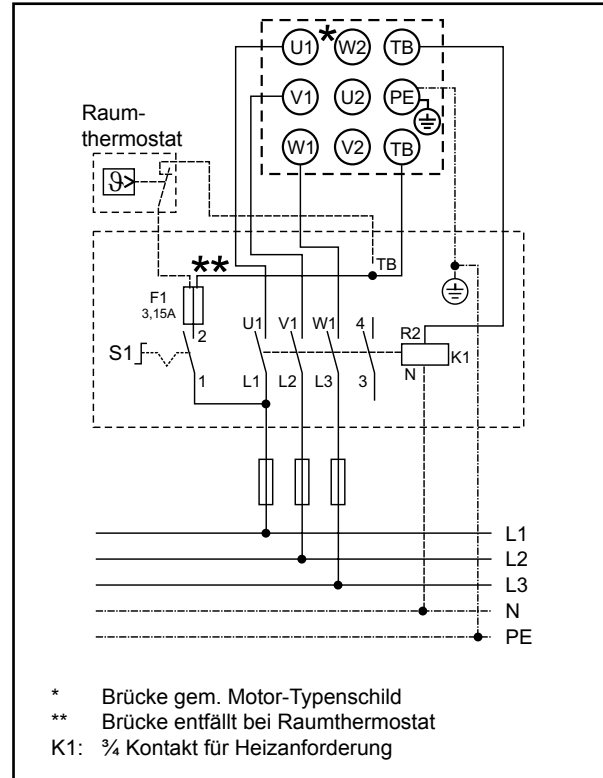 U1 * W2 TB
V1 U2 PE
W1 V2 TB
Raum-
thermostat
ϑ>
** TB
F1
3,15A
2
U1 V1 W1 4 R2
S1 K1
1 L1 L2 L3 3 N
L1
L2
L3
N
PE
* Brücke gem. Motor-Typenschild
** Brücke entfällt bei Raumthermostat
K1: ¾ Kontakt für Heizanforderung